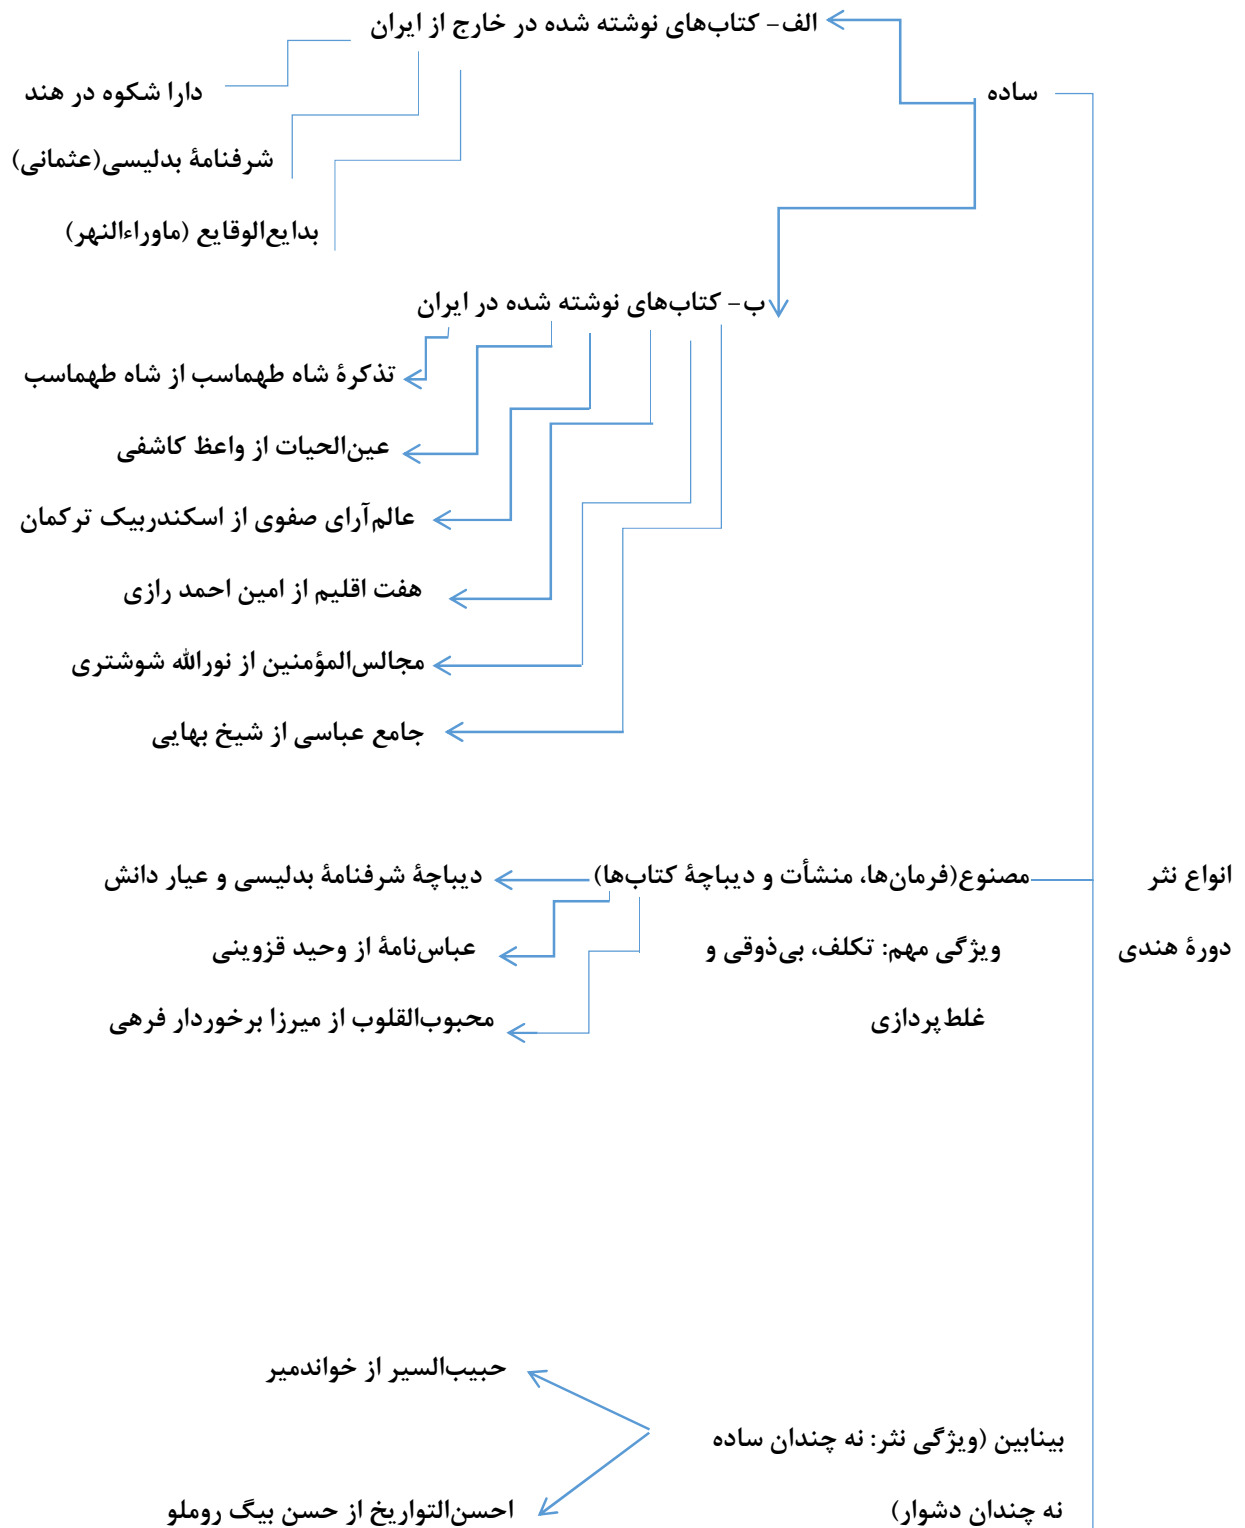 الف- کتاب‌های نوشته شده در خارج از ایران
ساده
دارا شکوه در هند
شرفنامهٔ بدلیسی(عثمانی)
بدایع‌الوقایع (ماوراءالنهر)
ب- کتاب‌های نوشته شده در ایران
تذکرهٔ شاه طهماسب از شاه طهماسب
عین‌الحیات از واعظ کاشفی
عالم‌آرای صفوی از اسکندربیک ترکمان
هفت اقلیم از امین احمد رازی
مجالس‌المؤمنین از نورالله شوشتری
جامع عباسی از شیخ بهایی
انواع نثر
مصنوع(فرمان‌ها، منشأت و دیباچهٔ کتاب‌ها)
دیباچهٔ شرفنامهٔ بدلیسی و عیار دانش
دورهٔ هندی
ویژگی مهم: تکلف، بی‌ذوقی و
عباس‌نامهٔ از وحید قزوینی
غلط‌پردازی
محبوب‌القلوب از میرزا برخوردار فرهی
حبیب‌السیر از خواندمیر
بینابین (ویژگی نثر: نه چندان ساده
نه چندان دشوار)
احسن‌التواریخ از حسن بیگ روملو